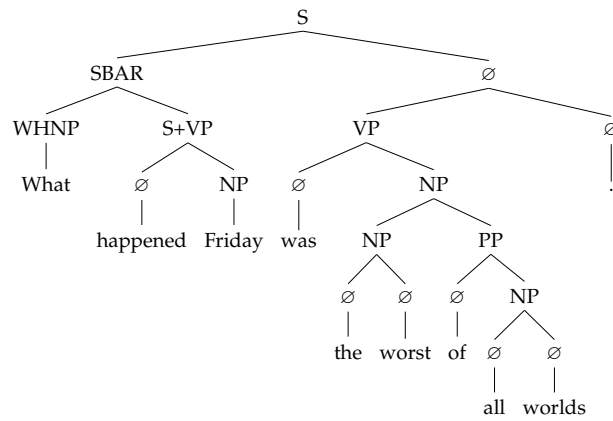 S
SBAR ∅
WHNP S+VP VP ∅
What ∅ NP ∅ NP .
happened Friday was NP PP
∅ ∅ ∅ NP
the worst of ∅ ∅
all worlds